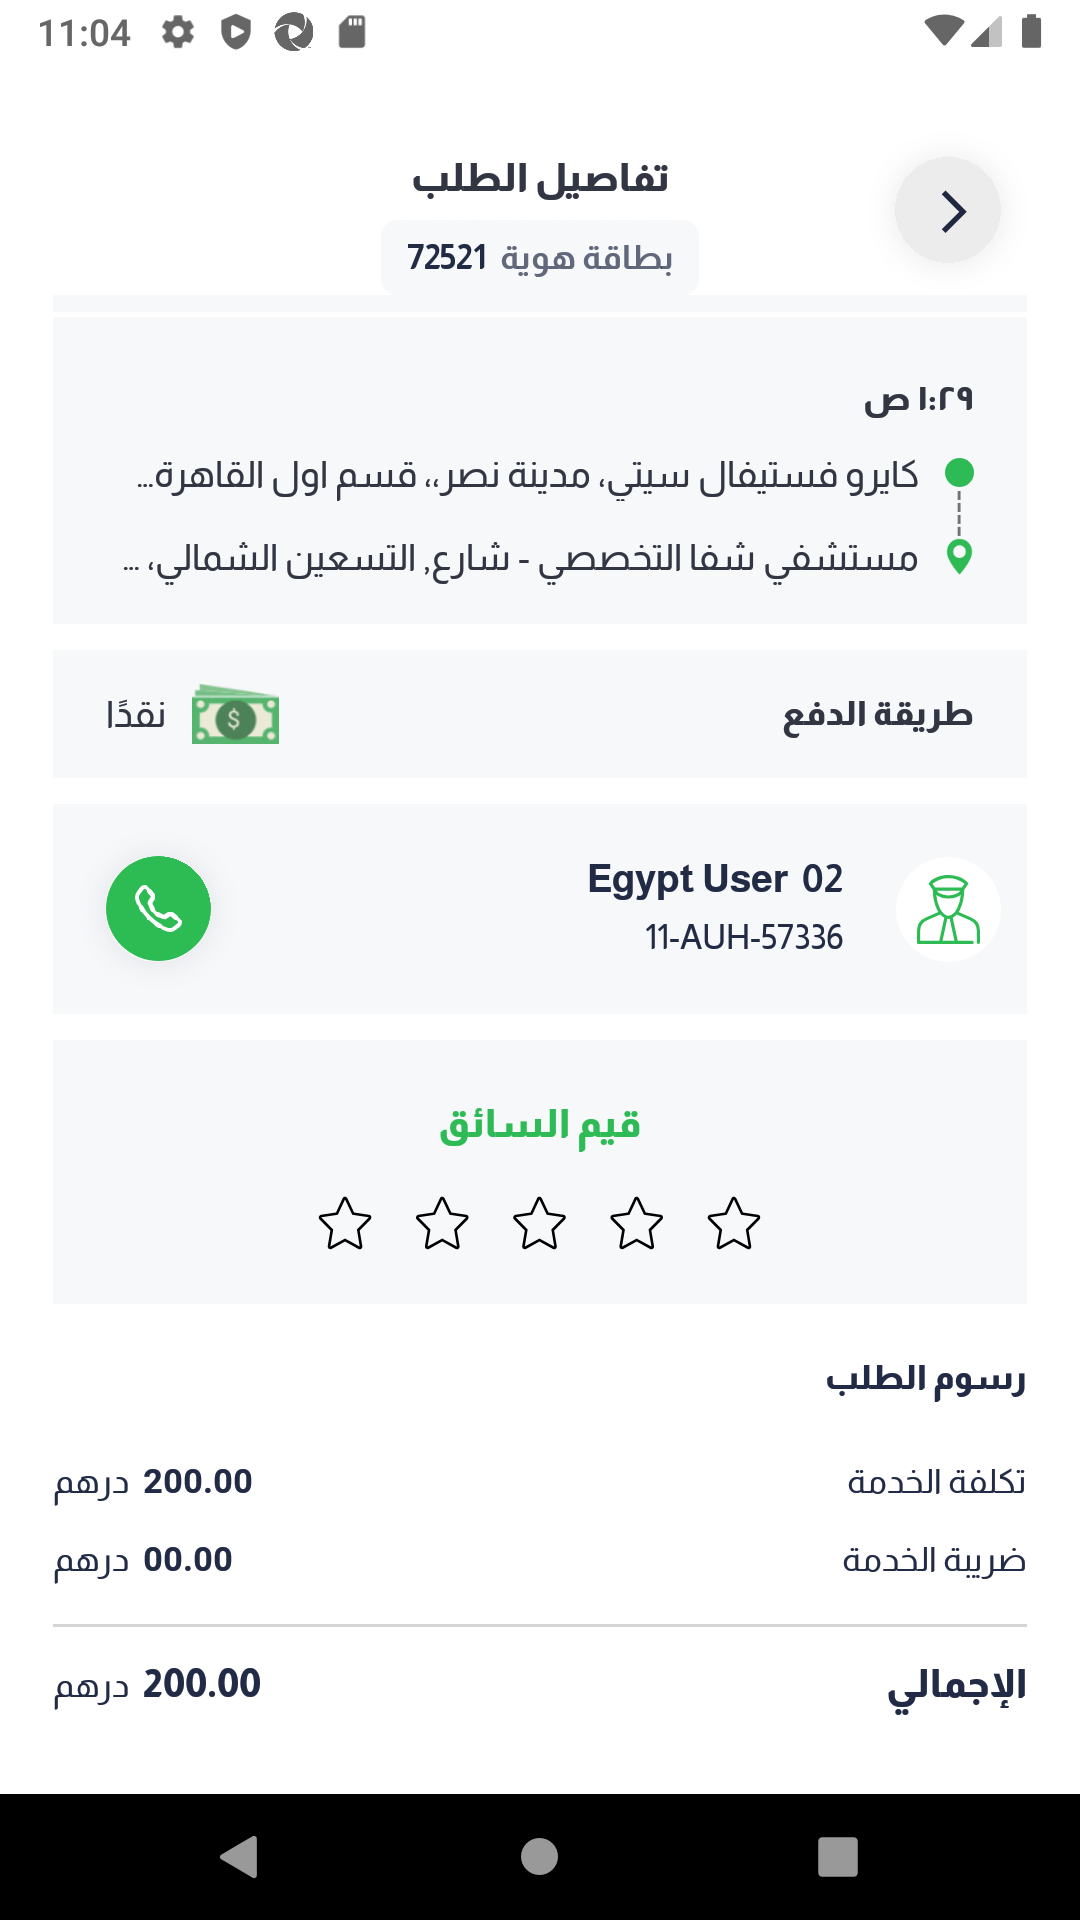 11:04
تفاصيل الطلب
بطاقة هوية 72521
١:٢٩ ص
كايرو فستيفال سيتي، مدينة نصر،، قسم اول القاهرة...
مستشفي شفا التخصصي - شارع, التسعين الشمالي، ...
طريقة الدفع
نقدًا
Egypt User 02
11-AUH-57336
قيم السائق
رسوم الطلب
تكلفة الخدمة
200.00 درهم
ضريبة الخدمة
00.00 درهم
الإجمالي
200.00 درهم